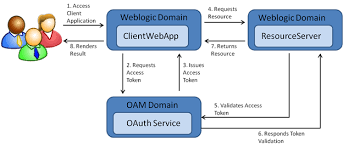 1. Access
Client
Application
Weblogic Domain
ClientWebApp
4. Requests
Resource
Weblogic Domain
ResourceServer
8. Renders
Result
7. Returns
Resource
2. Requests
Access
Token
3. Issues
Access
Token
OAM Domain
OAuth Service
5. Validates Access
Token
6. Responds Token
Validation